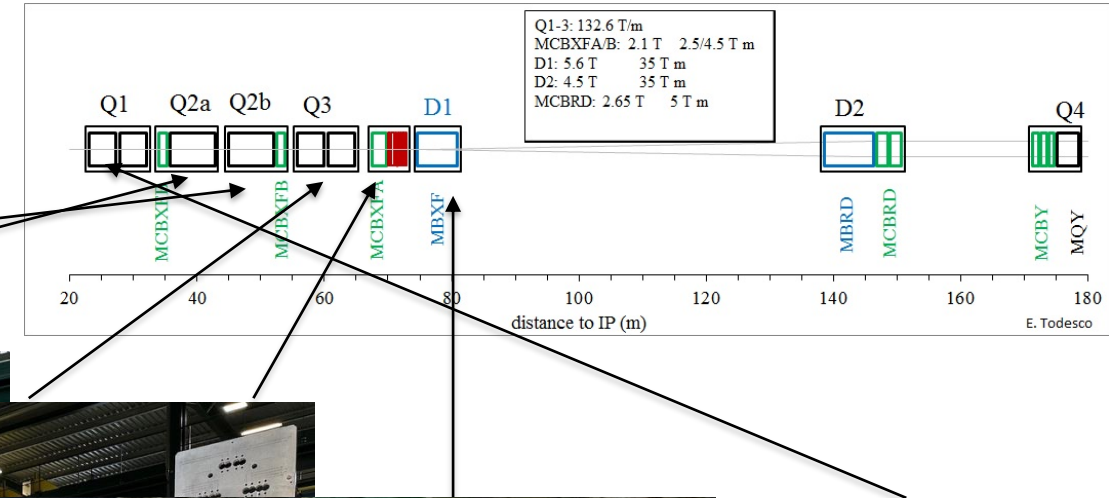 Q1-3: 132.6 T/m
MCBXFA/B: 2.1 T 2.5/4.5 T m
D1: 5.6 T 35 T m
D2: 4.5 T 35 T m
MCBRD: 2.65 T 5 T m
Q1 Q2a Q2b Q3 D1 D2 Q4
MCBXFB MCBXFA MBXF MBRD MCBRD MCBY MQY
20 40 60 80 100 120 140 160 180
distance to IP (m)
E. Todesco